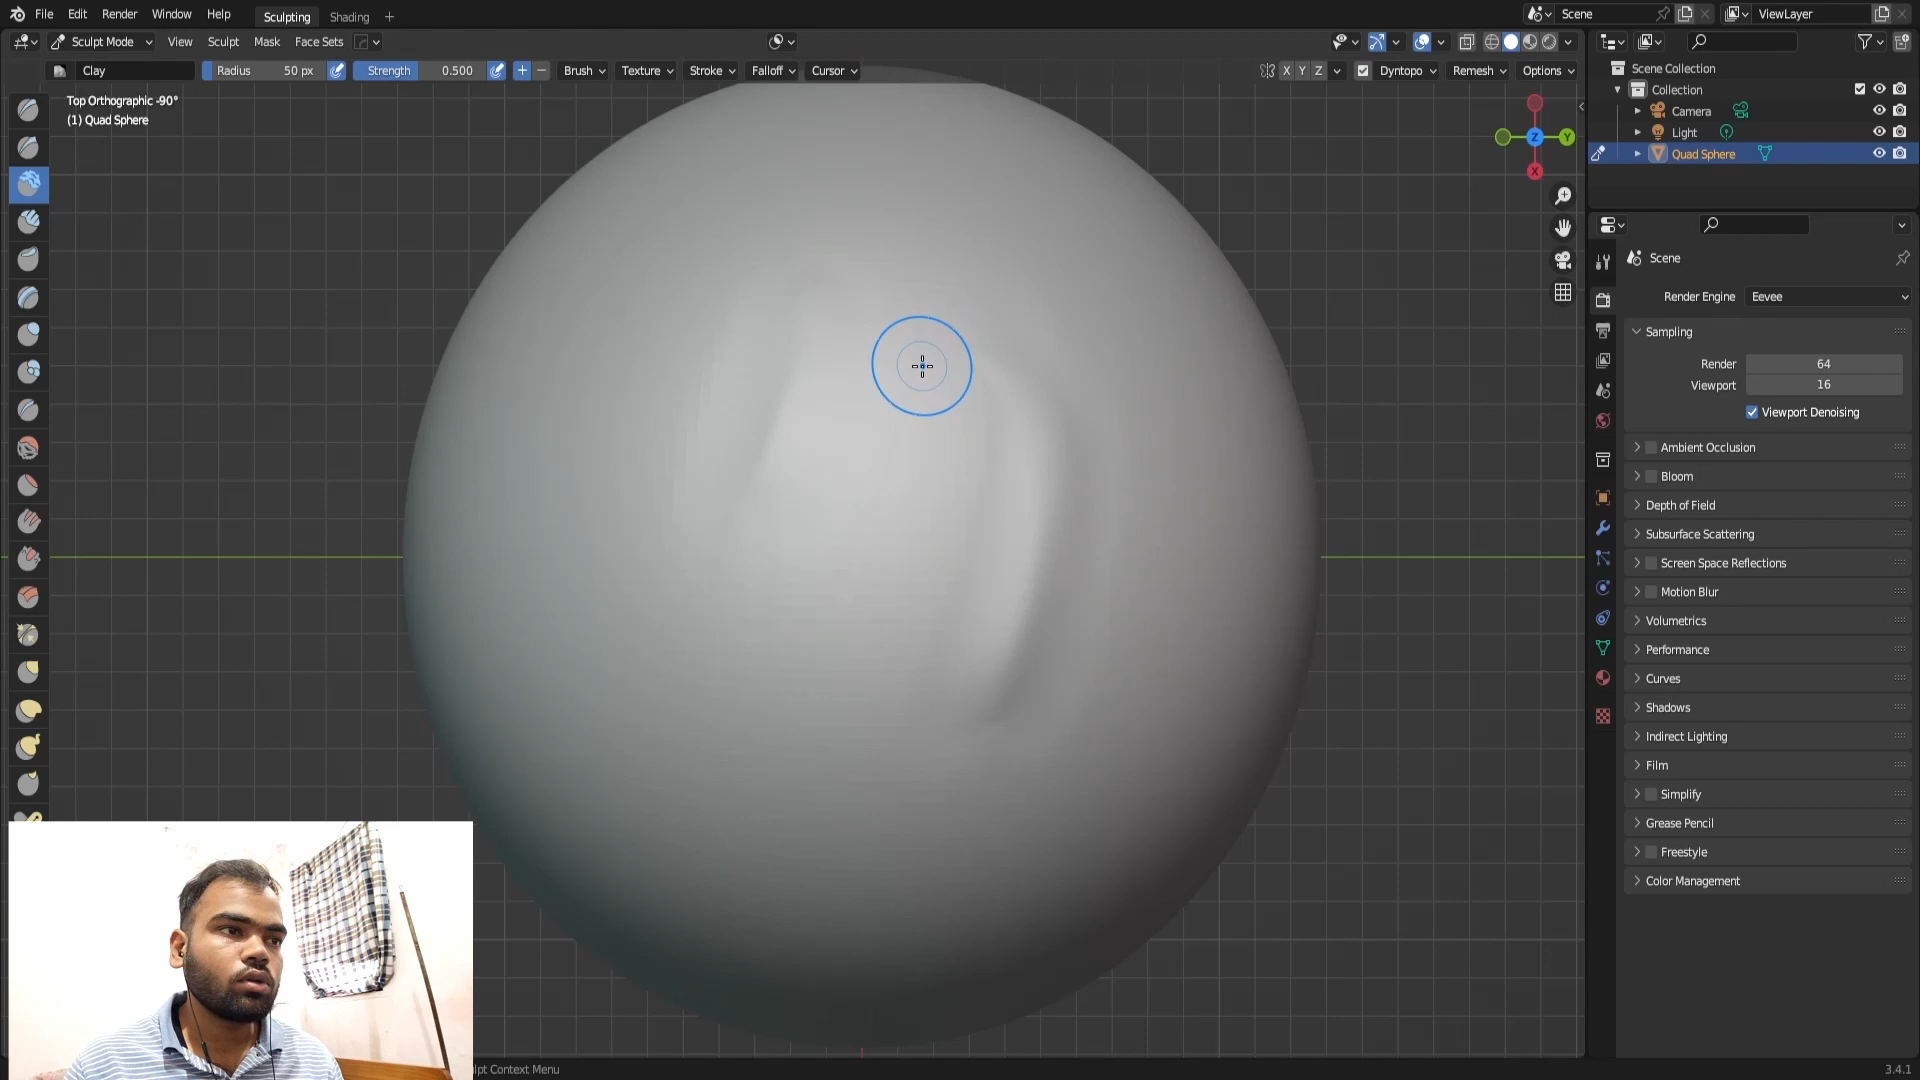 File Edit Render Window Help Sculpting Shading + Scene ViewLayer
Sculpt Mode View Sculpt Mask Face Sets
Clay Radius 50 px Strength 0.500 + − Brush Texture Stroke Falloff Cursor X Y Z Dyntopo Remesh Options
Top Orthographic -90°
(1) Quad Sphere
Z Y X
Scene Collection
Collection
Camera
Light
Quad Sphere
Scene
Render Engine Eevee
Sampling
Render 64
Viewport 16
Viewport Denoising
Ambient Occlusion
Bloom
Depth of Field
Subsurface Scattering
Screen Space Reflections
Motion Blur
Volumetrics
Performance
Curves
Shadows
Indirect Lighting
Film
Simplify
Grease Pencil
Freestyle
Color Management
lpt Context Menu 3.4.1